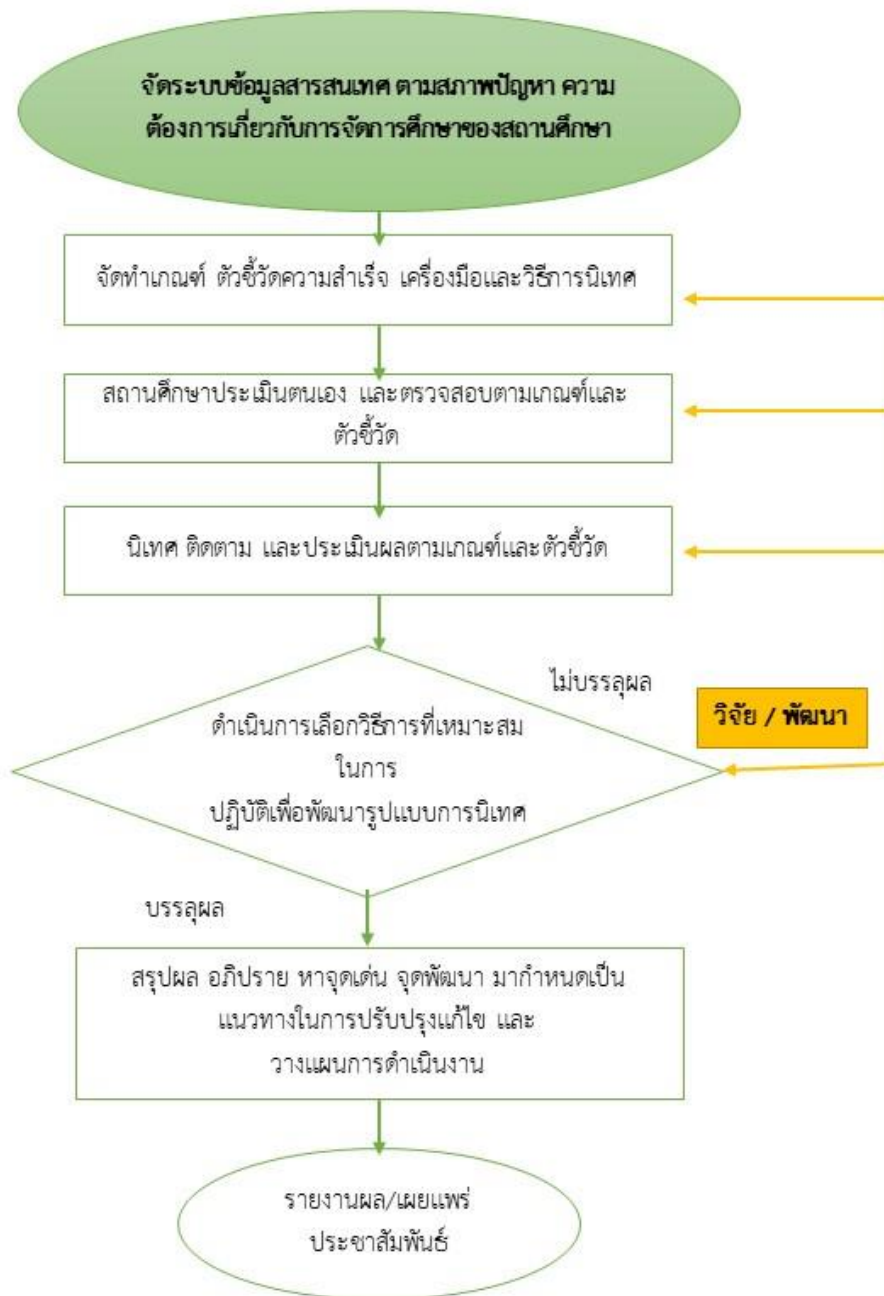 จัดระบบข้อมูลสารสนเทศ ตามสภาพปัญหา ความ
ต้องการเกี่ยวกับการจัดการศึกษาของสถานศึกษา
จัดทำเกณฑ์ ตัวชี้วัดความสำเร็จ เครื่องมือและวิธีการนิเทศ
สถานศึกษาประเมินตนเอง และตรวจสอบตามเกณฑ์และ
ตัวชี้วัด
นิเทศ ติดตาม และประเมินผลตามเกณฑ์และตัวชี้วัด
ไม่บรรลุผล
วิจัย / พัฒนา
ดำเนินการเลือกวิธีการที่เหมาะสม
ในการ
ปฏิบัติเพื่อพัฒนารูปแบบการนิเทศ
บรรลุผล
สรุปผล อภิปราย หาจุดเด่น จุดพัฒนา มากำหนดเป็น
แนวทางในการปรับปรุงแก้ไข และ
วางแผนการดำเนินงาน
รายงานผล/เผยแพร่
ประชาสัมพันธ์